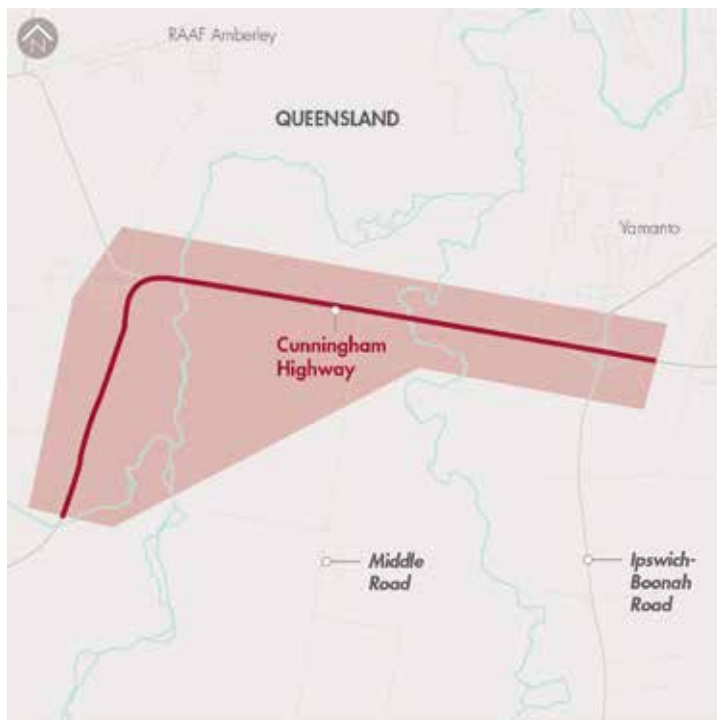 N
RAAF Amberley
QUEENSLAND
Yamanto
Cunningham
Highway
Middle
Road
Ipswich-
Boonah
Road